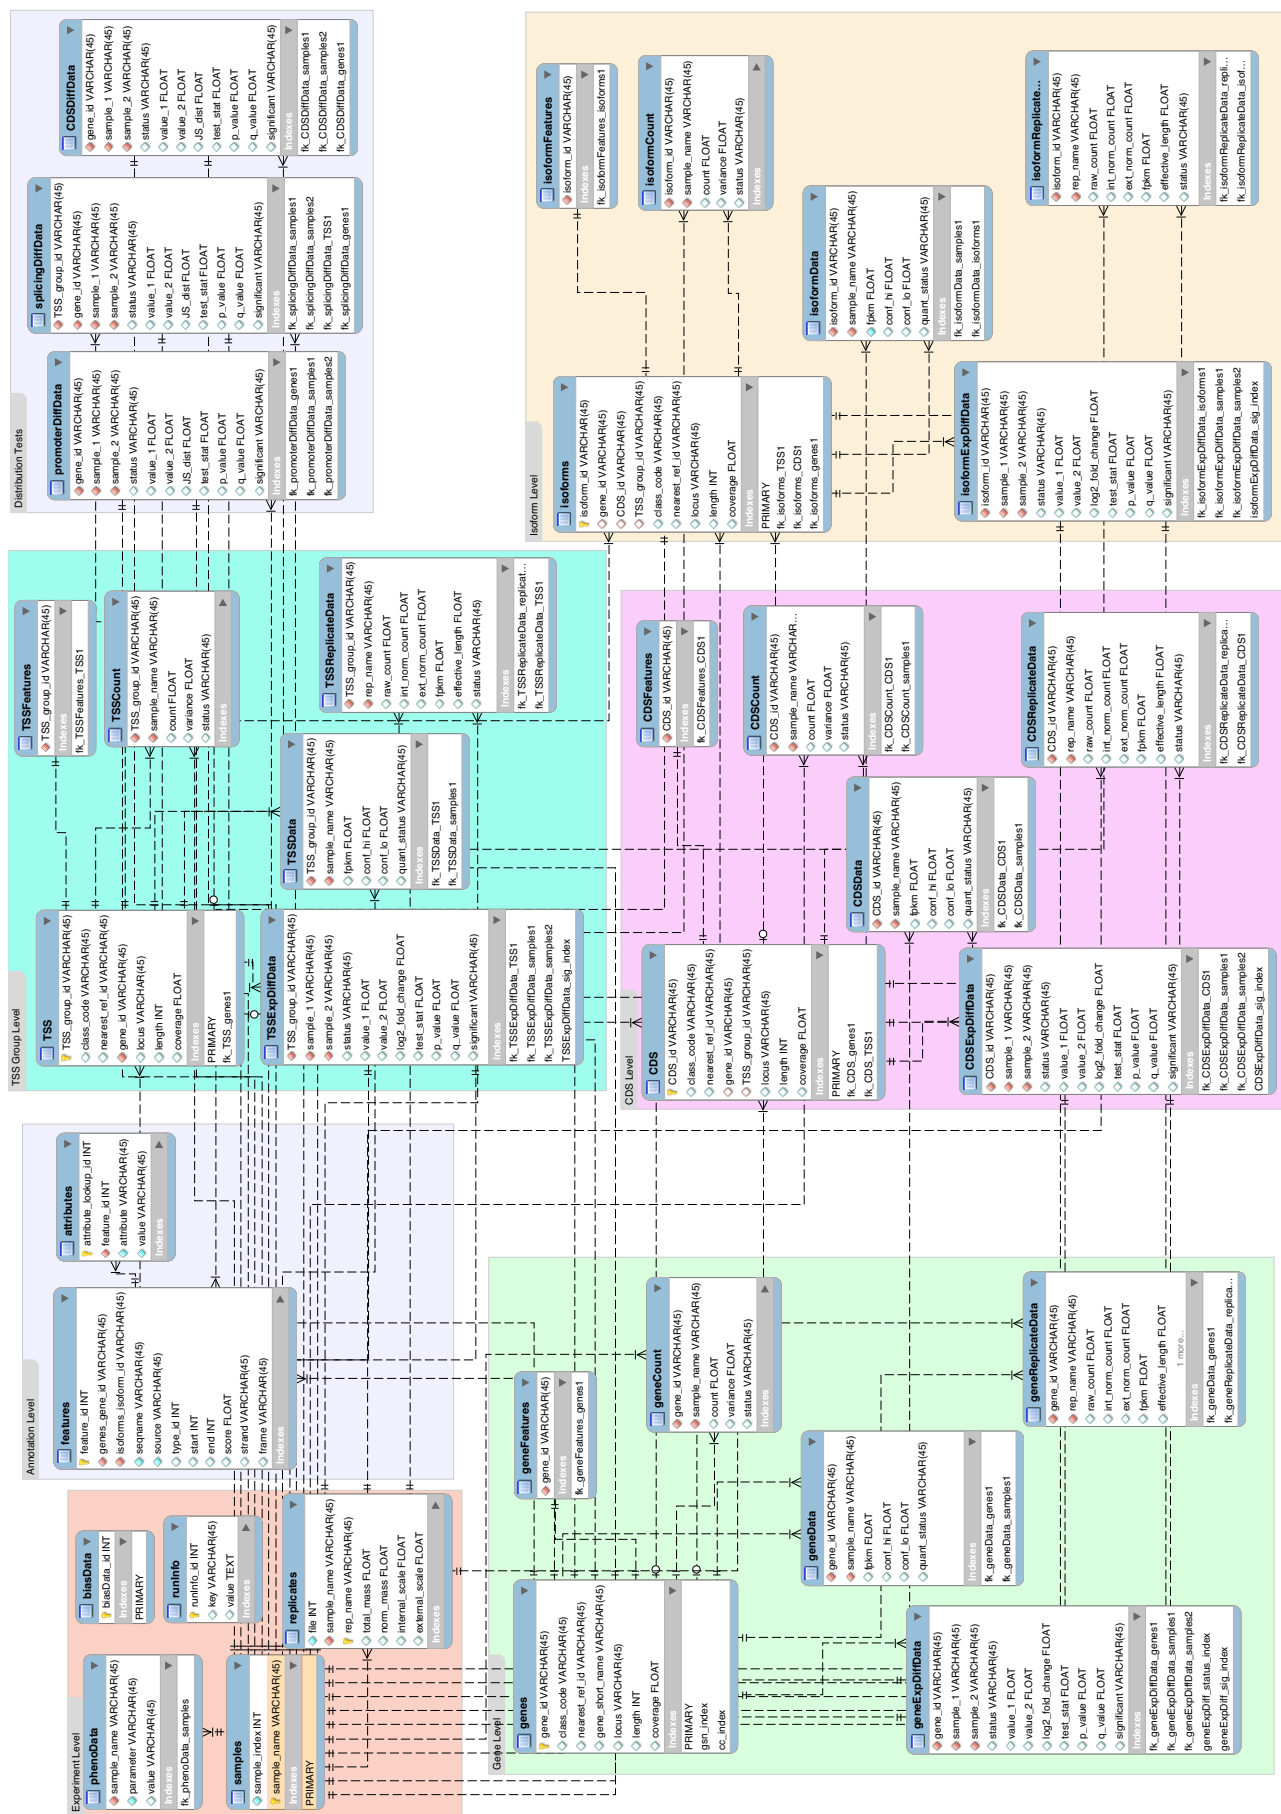 Experiment Level
phenoData
sample_name VARCHAR(45)
parameter VARCHAR(45)
value VARCHAR(45)
Indexes
fk_phenoData_samples
biasData
biasData_id INT
Indexes
PRIMARY
runInfo
runInfo_id INT
key VARCHAR(45)
value TEXT
Indexes
samples
sample_index INT
sample_name VARCHAR(45)
Indexes
PRIMARY
replicates
file INT
sample_name VARCHAR(45)
rep_name VARCHAR(45)
total_mass FLOAT
norm_mass FLOAT
internal_scale FLOAT
external_scale FLOAT
Indexes
Annotation Level
features
feature_id INT
genes_gene_id VARCHAR(45)
isoforms_isoform_id VARCHAR(45)
seqname VARCHAR(45)
source VARCHAR(45)
type_id INT
start INT
end INT
score FLOAT
strand VARCHAR(45)
frame VARCHAR(45)
Indexes
attributes
attribute_lookup_id INT
feature_id INT
attribute VARCHAR(45)
value VARCHAR(45)
Indexes
TSS Group Level
TSS
TSS_group_id VARCHAR(45)
class_code VARCHAR(45)
nearest_ref_id VARCHAR(45)
gene_id VARCHAR(45)
locus VARCHAR(45)
length INT
coverage FLOAT
Indexes
PRIMARY
fk_TSS_genes1
TSSFeatures
TSS_group_id VARCHAR(45)
Indexes
fk_TSSFeatures_TSS1
TSSCount
TSS_group_id VARCHAR(45)
sample_name VARCHAR(45)
count FLOAT
variance FLOAT
status VARCHAR(45)
Indexes
TSSExpDiffData
TSS_group_id VARCHAR(45)
sample_1 VARCHAR(45)
sample_2 VARCHAR(45)
status VARCHAR(45)
value_1 FLOAT
value_2 FLOAT
log2_fold_change FLOAT
test_stat FLOAT
p_value FLOAT
q_value FLOAT
significant VARCHAR(45)
Indexes
fk_TSSExpDiffData_TSS1
fk_TSSExpDiffData_samples1
fk_TSSExpDiffData_samples2
TSSExpDiffData_sig_index
TSSData
TSS_group_id VARCHAR(45)
sample_name VARCHAR(45)
fpkm FLOAT
conf_hi FLOAT
conf_lo FLOAT
quant_status VARCHAR(45)
Indexes
fk_TSSData_TSS1
fk_TSSData_samples1
TSSReplicateData
TSS_group_id VARCHAR(45)
rep_name VARCHAR(45)
raw_count FLOAT
int_norm_count FLOAT
ext_norm_count FLOAT
fpkm FLOAT
effective_length FLOAT
status VARCHAR(45)
Indexes
fk_TSSReplicateData_replicat...
fk_TSSReplicateData_TSS1
Distribution Tests
promoterDiffData
gene_id VARCHAR(45)
sample_1 VARCHAR(45)
sample_2 VARCHAR(45)
status VARCHAR(45)
value_1 FLOAT
value_2 FLOAT
JS_dist FLOAT
test_stat FLOAT
p_value FLOAT
q_value FLOAT
significant VARCHAR(45)
Indexes
fk_promoterDiffData_genes1
fk_promoterDiffData_samples1
fk_promoterDiffData_samples2
splicingDiffData
TSS_group_id VARCHAR(45)
gene_id VARCHAR(45)
sample_1 VARCHAR(45)
sample_2 VARCHAR(45)
status VARCHAR(45)
value_1 FLOAT
value_2 FLOAT
JS_dist FLOAT
test_stat FLOAT
p_value FLOAT
q_value FLOAT
significant VARCHAR(45)
Indexes
fk_splicingDiffData_samples1
fk_splicingDiffData_samples2
fk_splicingDiffData_TSS1
fk_splicingDiffData_genes1
CDSDiffData
gene_id VARCHAR(45)
sample_1 VARCHAR(45)
sample_2 VARCHAR(45)
status VARCHAR(45)
value_1 FLOAT
value_2 FLOAT
JS_dist FLOAT
test_stat FLOAT
p_value FLOAT
q_value FLOAT
significant VARCHAR(45)
Indexes
fk_CDSDiffData_samples1
fk_CDSDiffData_samples2
fk_CDSDiffData_genes1
Gene Level
genes
gene_id VARCHAR(45)
class_code VARCHAR(45)
nearest_ref_id VARCHAR(45)
gene_short_name VARCHAR(45)
locus VARCHAR(45)
length INT
coverage FLOAT
Indexes
PRIMARY
gsn_index
cc_index
geneFeatures
gene_id VARCHAR(45)
Indexes
fk_geneFeatures_genes1
geneCount
gene_id VARCHAR(45)
sample_name VARCHAR(45)
count FLOAT
variance FLOAT
status VARCHAR(45)
Indexes
geneData
gene_id VARCHAR(45)
sample_name VARCHAR(45)
fpkm FLOAT
conf_hi FLOAT
conf_lo FLOAT
quant_status VARCHAR(45)
Indexes
fk_geneData_genes1
fk_geneData_samples1
geneExpDiffData
gene_id VARCHAR(45)
sample_1 VARCHAR(45)
sample_2 VARCHAR(45)
status VARCHAR(45)
value_1 FLOAT
value_2 FLOAT
log2_fold_change FLOAT
test_stat FLOAT
p_value FLOAT
q_value FLOAT
significant VARCHAR(45)
Indexes
fk_geneExpDiffData_genes1
fk_geneExpDiffData_samples1
fk_geneExpDiffData_samples2
geneExpDiff_status_index
geneExpDiff_sig_index
geneReplicateData
gene_id VARCHAR(45)
rep_name VARCHAR(45)
raw_count FLOAT
int_norm_count FLOAT
ext_norm_count FLOAT
fpkm FLOAT
effective_length FLOAT
1 more...
Indexes
fk_geneData_genes1
fk_geneReplicateData_replica...
CDS Level
CDS
CDS_id VARCHAR(45)
class_code VARCHAR(45)
nearest_ref_id VARCHAR(45)
gene_id VARCHAR(45)
TSS_group_id VARCHAR(45)
locus VARCHAR(45)
length INT
coverage FLOAT
Indexes
PRIMARY
fk_CDS_genes1
fk_CDS_TSS1
CDSFeatures
CDS_id VARCHAR(45)
Indexes
fk_CDSFeatures_CDS1
CDSCount
CDS_id VARCHAR(45)
sample_name VARCHAR...
count FLOAT
variance FLOAT
status VARCHAR(45)
Indexes
fk_CDSCount_CDS1
fk_CDSCount_samples1
CDSData
CDS_id VARCHAR(45)
sample_name VARCHAR(45)
fpkm FLOAT
conf_hi FLOAT
conf_lo FLOAT
quant_status VARCHAR(45)
Indexes
fk_CDSData_CDS1
fk_CDSData_samples1
CDSExpDiffData
CDS_id VARCHAR(45)
sample_1 VARCHAR(45)
sample_2 VARCHAR(45)
status VARCHAR(45)
value_1 FLOAT
value_2 FLOAT
log2_fold_change FLOAT
test_stat FLOAT
p_value FLOAT
q_value FLOAT
significant VARCHAR(45)
Indexes
fk_CDSExpDiffData_CDS1
fk_CDSExpDiffData_samples1
fk_CDSExpDiffData_samples2
CDSExpDiffData_sig_index
CDSReplicateData
CDS_id VARCHAR(45)
rep_name VARCHAR(45)
raw_count FLOAT
int_norm_count FLOAT
ext_norm_count FLOAT
fpkm FLOAT
effective_length FLOAT
status VARCHAR(45)
Indexes
fk_CDSReplicateData_replica...
fk_CDSReplicateData_CDS1
Isoform Level
isoforms
isoform_id VARCHAR(45)
gene_id VARCHAR(45)
CDS_id VARCHAR(45)
TSS_group_id VARCHAR(45)
class_code VARCHAR(45)
nearest_ref_id VARCHAR(45)
locus VARCHAR(45)
length INT
coverage FLOAT
Indexes
PRIMARY
fk_isoforms_TSS1
fk_isoforms_CDS1
fk_isoforms_genes1
isoformFeatures
isoform_id VARCHAR(45)
Indexes
fk_isoformFeatures_isoforms1
isoformCount
isoform_id VARCHAR(45)
sample_name VARCHAR(45)
count FLOAT
variance FLOAT
status VARCHAR(45)
Indexes
isoformData
isoform_id VARCHAR(45)
sample_name VARCHAR(45)
fpkm FLOAT
conf_hi FLOAT
conf_lo FLOAT
quant_status VARCHAR(45)
Indexes
fk_isoformData_samples1
fk_isoformData_isoforms1
isoformExpDiffData
isoform_id VARCHAR(45)
sample_1 VARCHAR(45)
sample_2 VARCHAR(45)
status VARCHAR(45)
value_1 FLOAT
value_2 FLOAT
log2_fold_change FLOAT
test_stat FLOAT
p_value FLOAT
q_value FLOAT
significant VARCHAR(45)
Indexes
fk_isoformExpDiffData_isoforms1
fk_isoformExpDiffData_samples1
fk_isoformExpDiffData_samples2
isoformExpDiffData_sig_index
isoformReplicate...
isoform_id VARCHAR(45)
rep_name VARCHAR(45)
raw_count FLOAT
int_norm_count FLOAT
ext_norm_count FLOAT
fpkm FLOAT
effective_length FLOAT
status VARCHAR(45)
Indexes
fk_isoformReplicateData_repli...
fk_isoformReplicateData_isof...